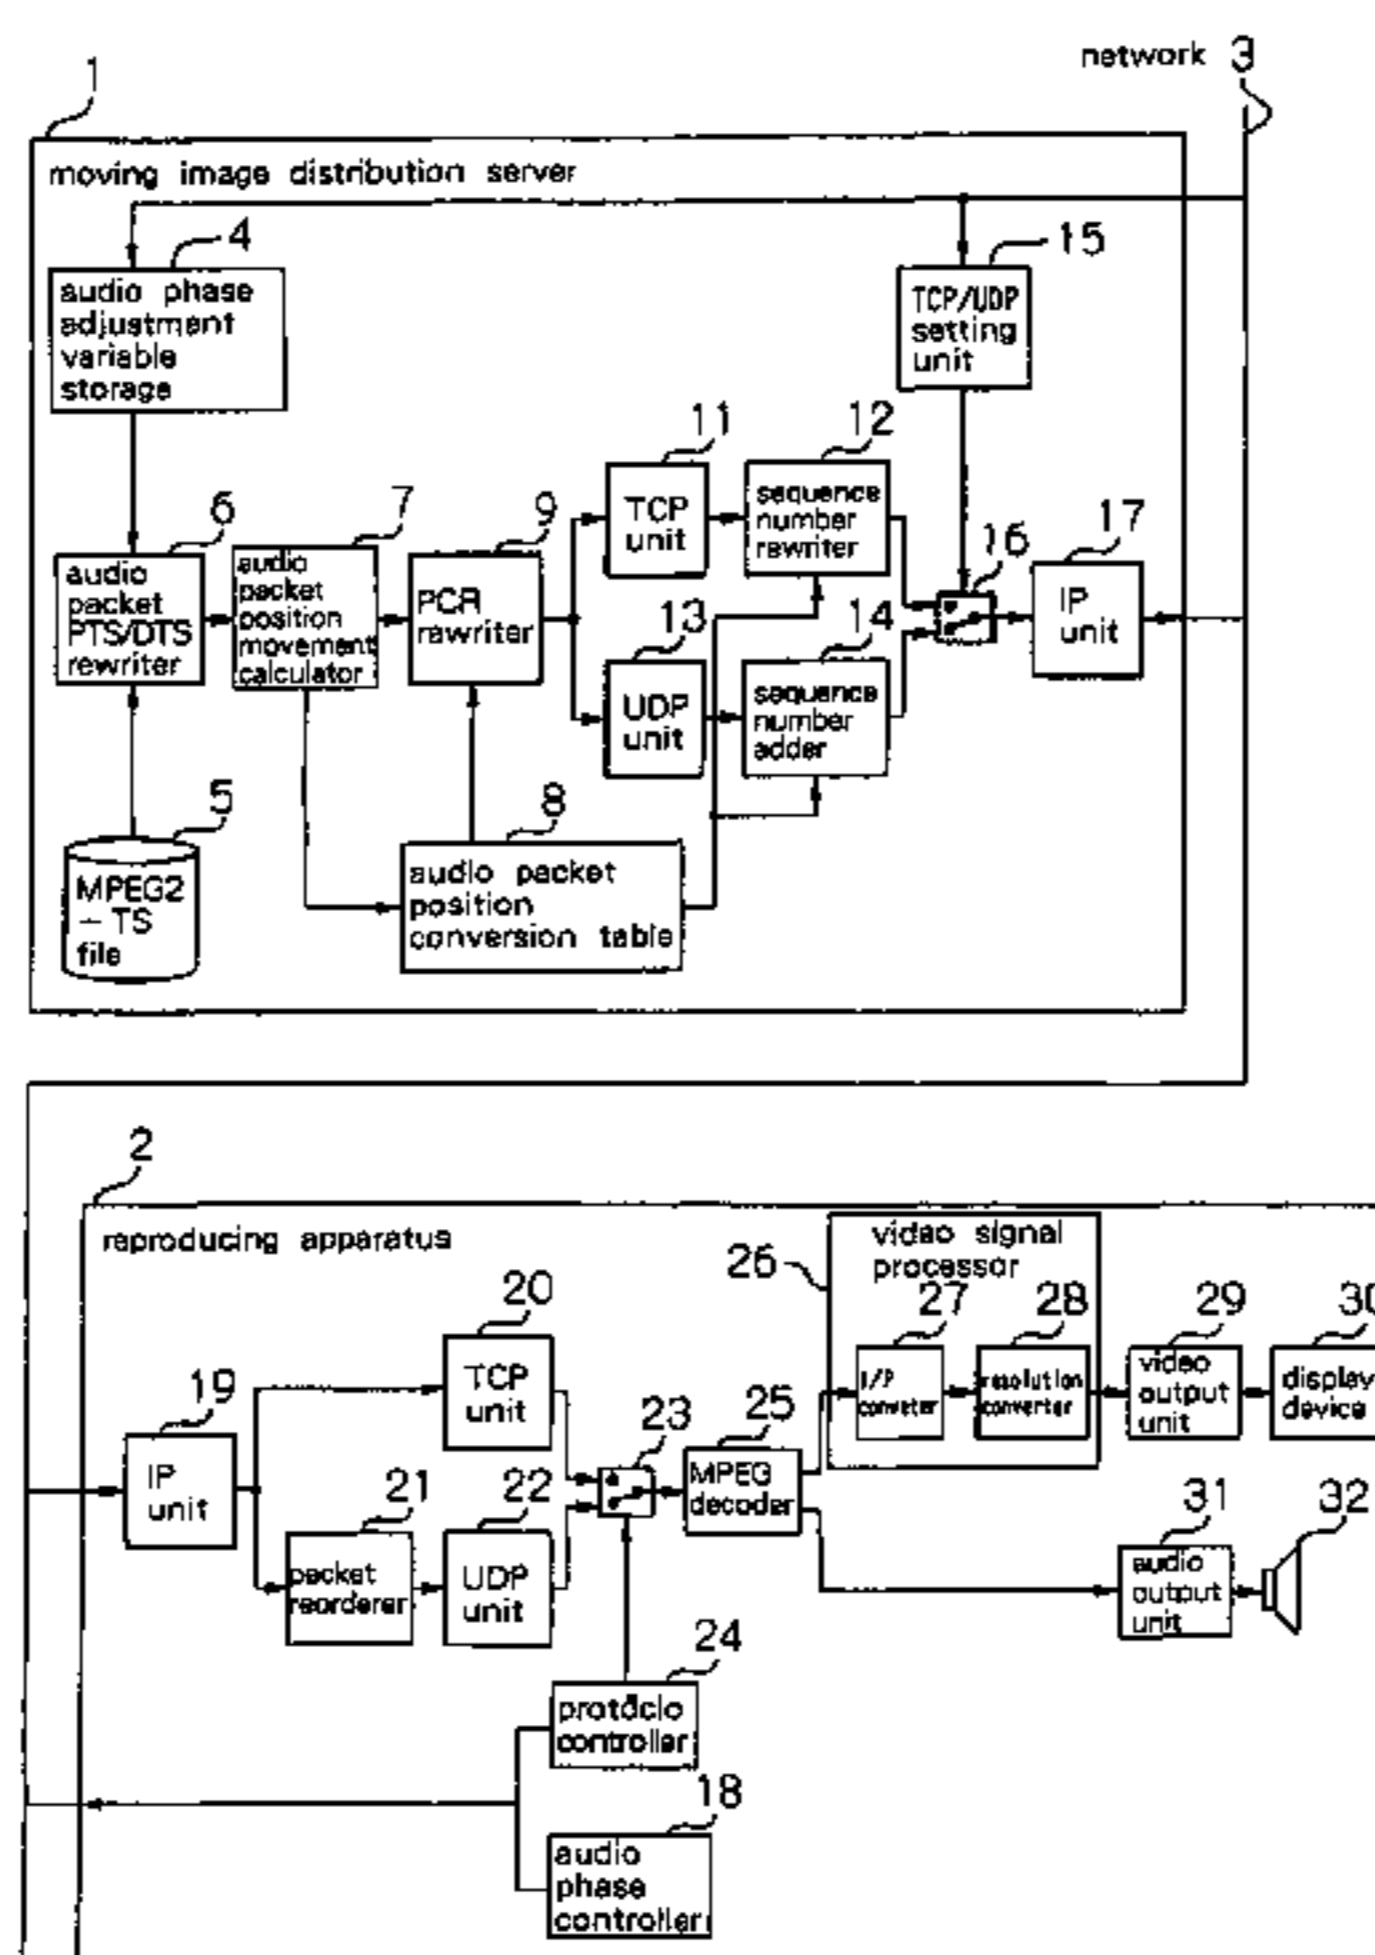 network 3
1
moving image distribution server
4
audio phase
adjustment
variable
storage
15
TCP/UDP
setting
unit
11
TCP
unit
12
sequence
number
rewriter
6
audio
packet
PTS/DTS
rewriter
7
audio
packet
position
movement
calculator
9
PCR
rewriter
13
UDP
unit
14
sequence
number
adder
16
17
IP
unit
5
MPEG2
-TS
file
8
audio packet
position
conversion table
2
reproducing apparatus
20
TCP
unit
19
IP
unit
21
packet
reorderer
22
UDP
unit
23
25
MPEG
decoder
26
video signal
processor
27
I/P
conveter
28
resolution
converter
29
video
output
unit
30
display
device
31
audio
output
unit
32
24
protoclo
controller
18
audio
phase
controller